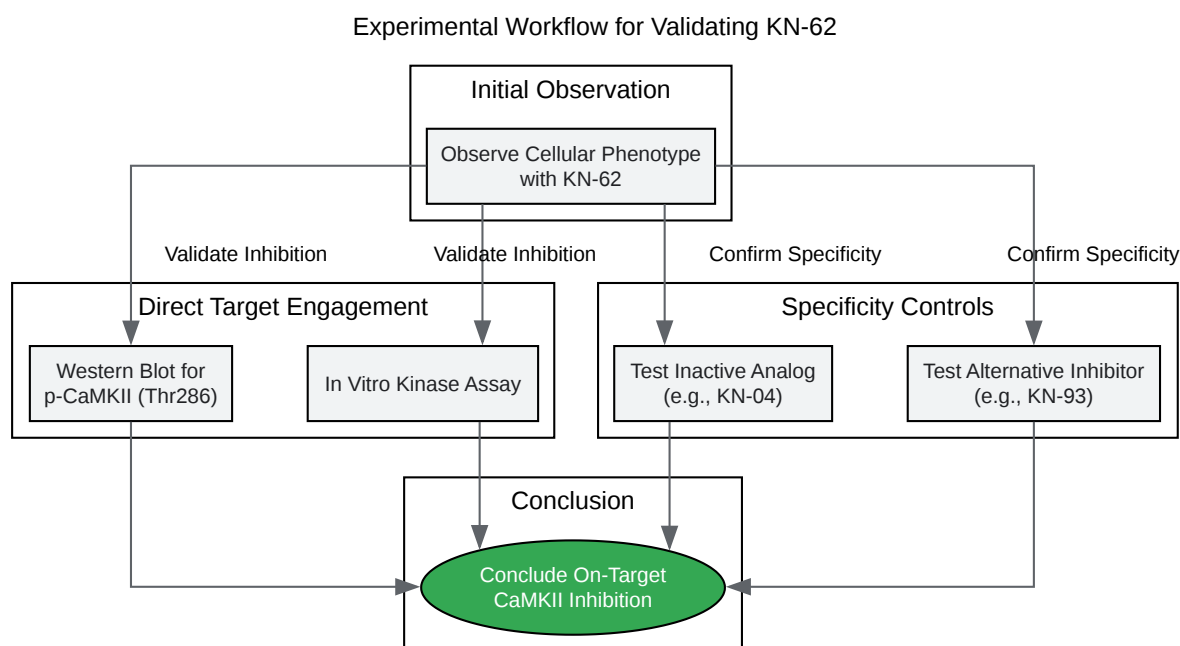 Experimental Workflow for Validating KN-62
Initial Observation
Observe Cellular Phenotype
with KN-62
Validate Inhibition
Validate Inhibition
Confirm Specificity
Confirm Specificity
Direct Target Engagement
Western Blot for
p-CaMKII (Thr286)
In Vitro Kinase Assay
Specificity Controls
Test Inactive Analog
(e.g., KN-04)
Test Alternative Inhibitor
(e.g., KN-93)
Conclusion
Conclude On-Target
CaMKII Inhibition